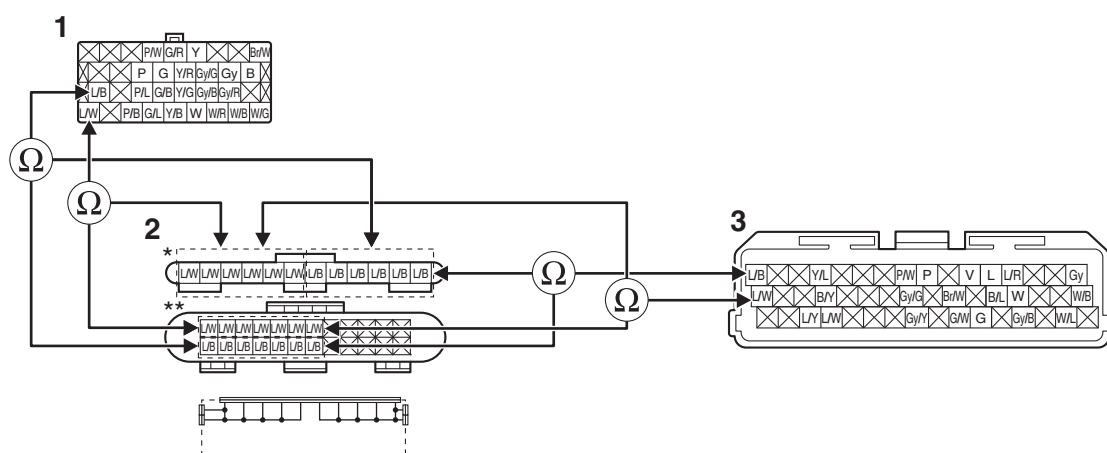 1
P/W G/R Y Br/W
P G Y/R Gy/G Gy B
L/B P/L G/B Y/G Gy/B Gy/R
L/W P/B G/L Y/B W W/R W/B W/G
Ω
Ω
2
*
L/W L/W L/W L/W L/W L/W L/B L/B L/B L/B L/B L/B
**
L/W L/W L/W L/W L/W L/W L/W
L/B L/B L/B L/B L/B L/B L/B
Ω
Ω
3
L/B Y/L P/W P V L L/R Gy
L/W B/Y Gy/G Br/W B/L W W/B
L/Y L/W Gy/Y G/W G Gy/B W/L